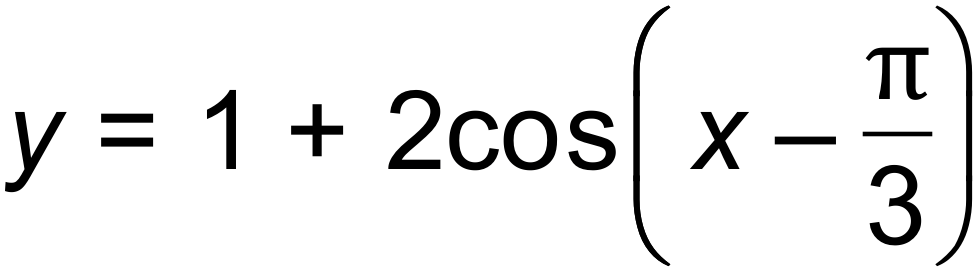 y = 1 + 2cos(x – π/3)